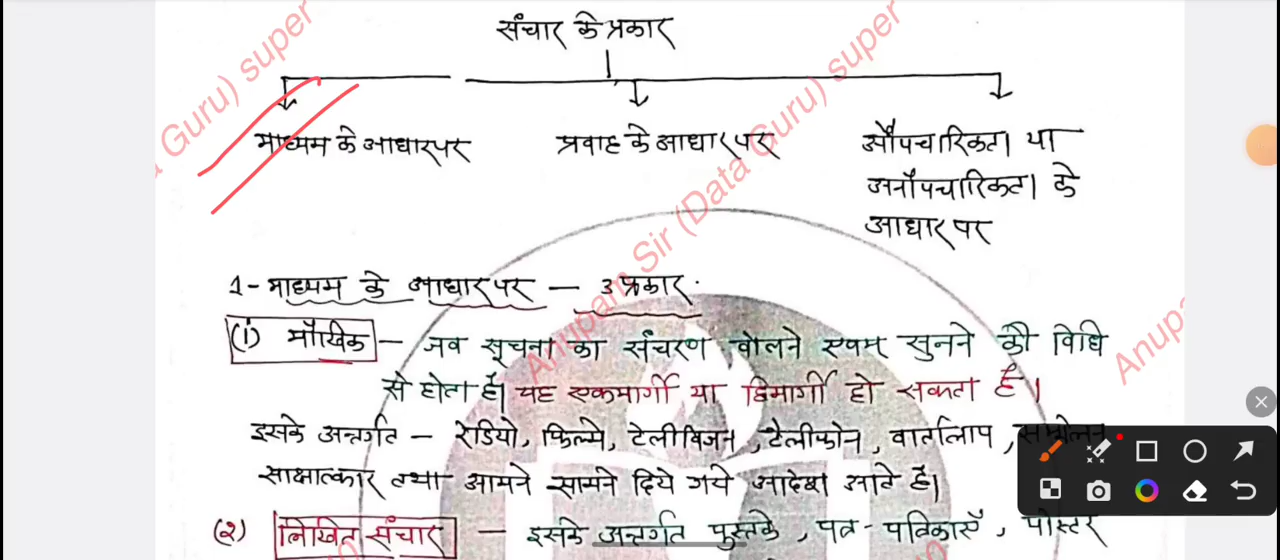 संचार के प्रकार
माध्यम के आधार पर
प्रवाह के आधार पर
औपचारिकता या
अनौपचारिकता के
आधार पर
1- माध्यम के आधार पर — 3 प्रकार.
(i) मौखिक - जब सूचना का संचरण बोलने एवम सुनने की विधि
से होता है। यह एकमार्गी या द्विमार्गी हो सकता है।
इसके अन्तर्गत - रेडियो, फिल्मे, टेलीविजन, टैलीफोन, वार्तालाप, सम्मेलन
साक्षात्कार तथा आमने सामने दिये गये आदेश आते है।
(२) लिखित संचार - इसके अन्तर्गत पुस्तके, पत्र-पत्रिकाएँ, पोस्टर
Guru) super
Anupam Sir (Data Guru) super
Anupa